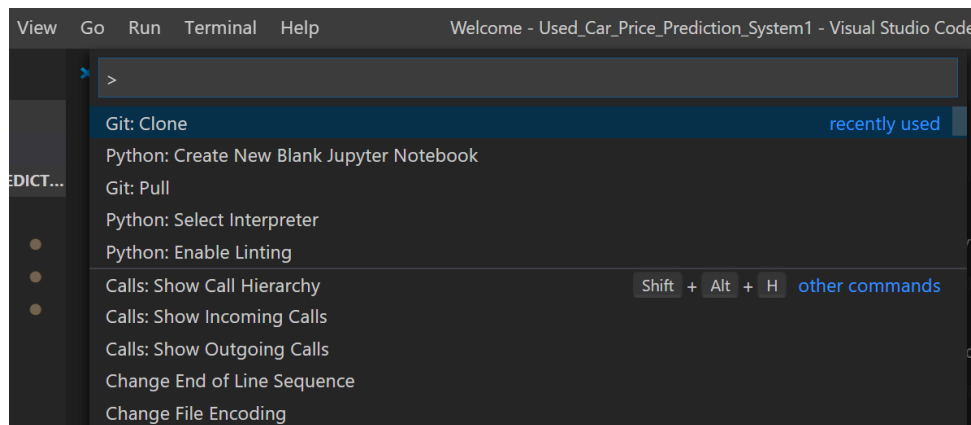 View Go Run Terminal Help Welcome - Used_Car_Price_Prediction_System1 - Visual Studio Code
>
Git: Clone recently used
Python: Create New Blank Jupyter Notebook
Git: Pull
EDICT...
Python: Select Interpreter
Python: Enable Linting
Calls: Show Call Hierarchy Shift + Alt + H other commands
Calls: Show Incoming Calls
Calls: Show Outgoing Calls
Change End of Line Sequence
Change File Encoding